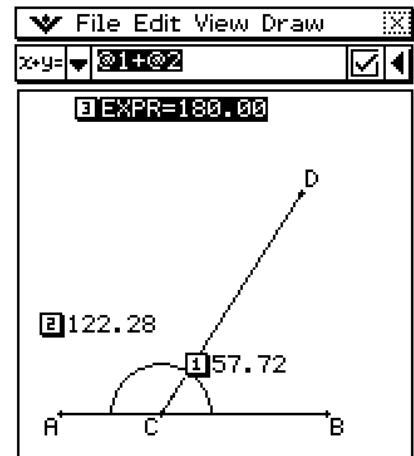 File Edit View Draw
x+y= @1+@2
3 EXPR=180.00
D
2 122.28
1 57.72
A C B